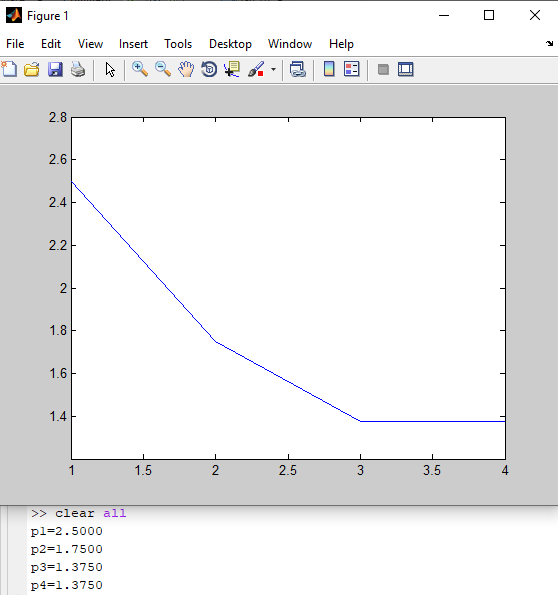 Figure 1
File Edit View Insert Tools Desktop Window Help
2.8
2.6
2.4
2.2
2
1.8
1.6
1.4
1 1.5 2 2.5 3 3.5 4
>> clear all
p1=2.5000
p2=1.7500
p3=1.3750
p4=1.3750